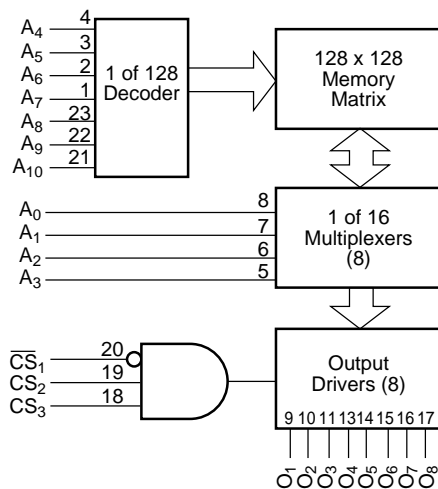 A4 4
A5 3
A6 2
A7 1
A8 23
A9 22
A10 21
1 of 128
Decoder
128 x 128
Memory
Matrix
A0 8
A1 7
A2 6
A3 5
1 of 16
Multiplexers
(8)
C̅S̅1 20
CS2 19
CS3 18
Output
Drivers (8)
9 10 11 13 14 15 16 17
O1 O2 O3 O4 O5 O6 O7 O8